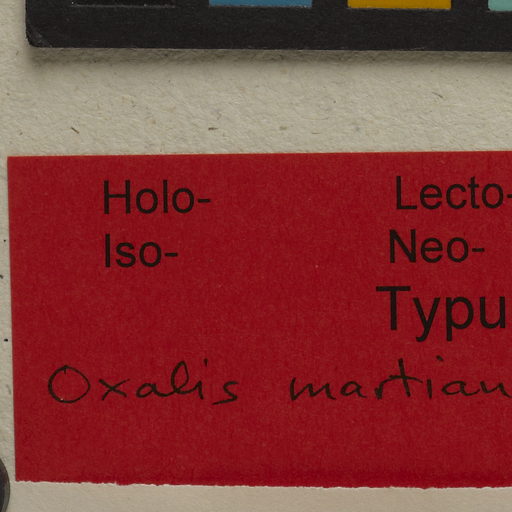 Holo- Lecto-
Iso- Neo-
Typu
Oxalis martian